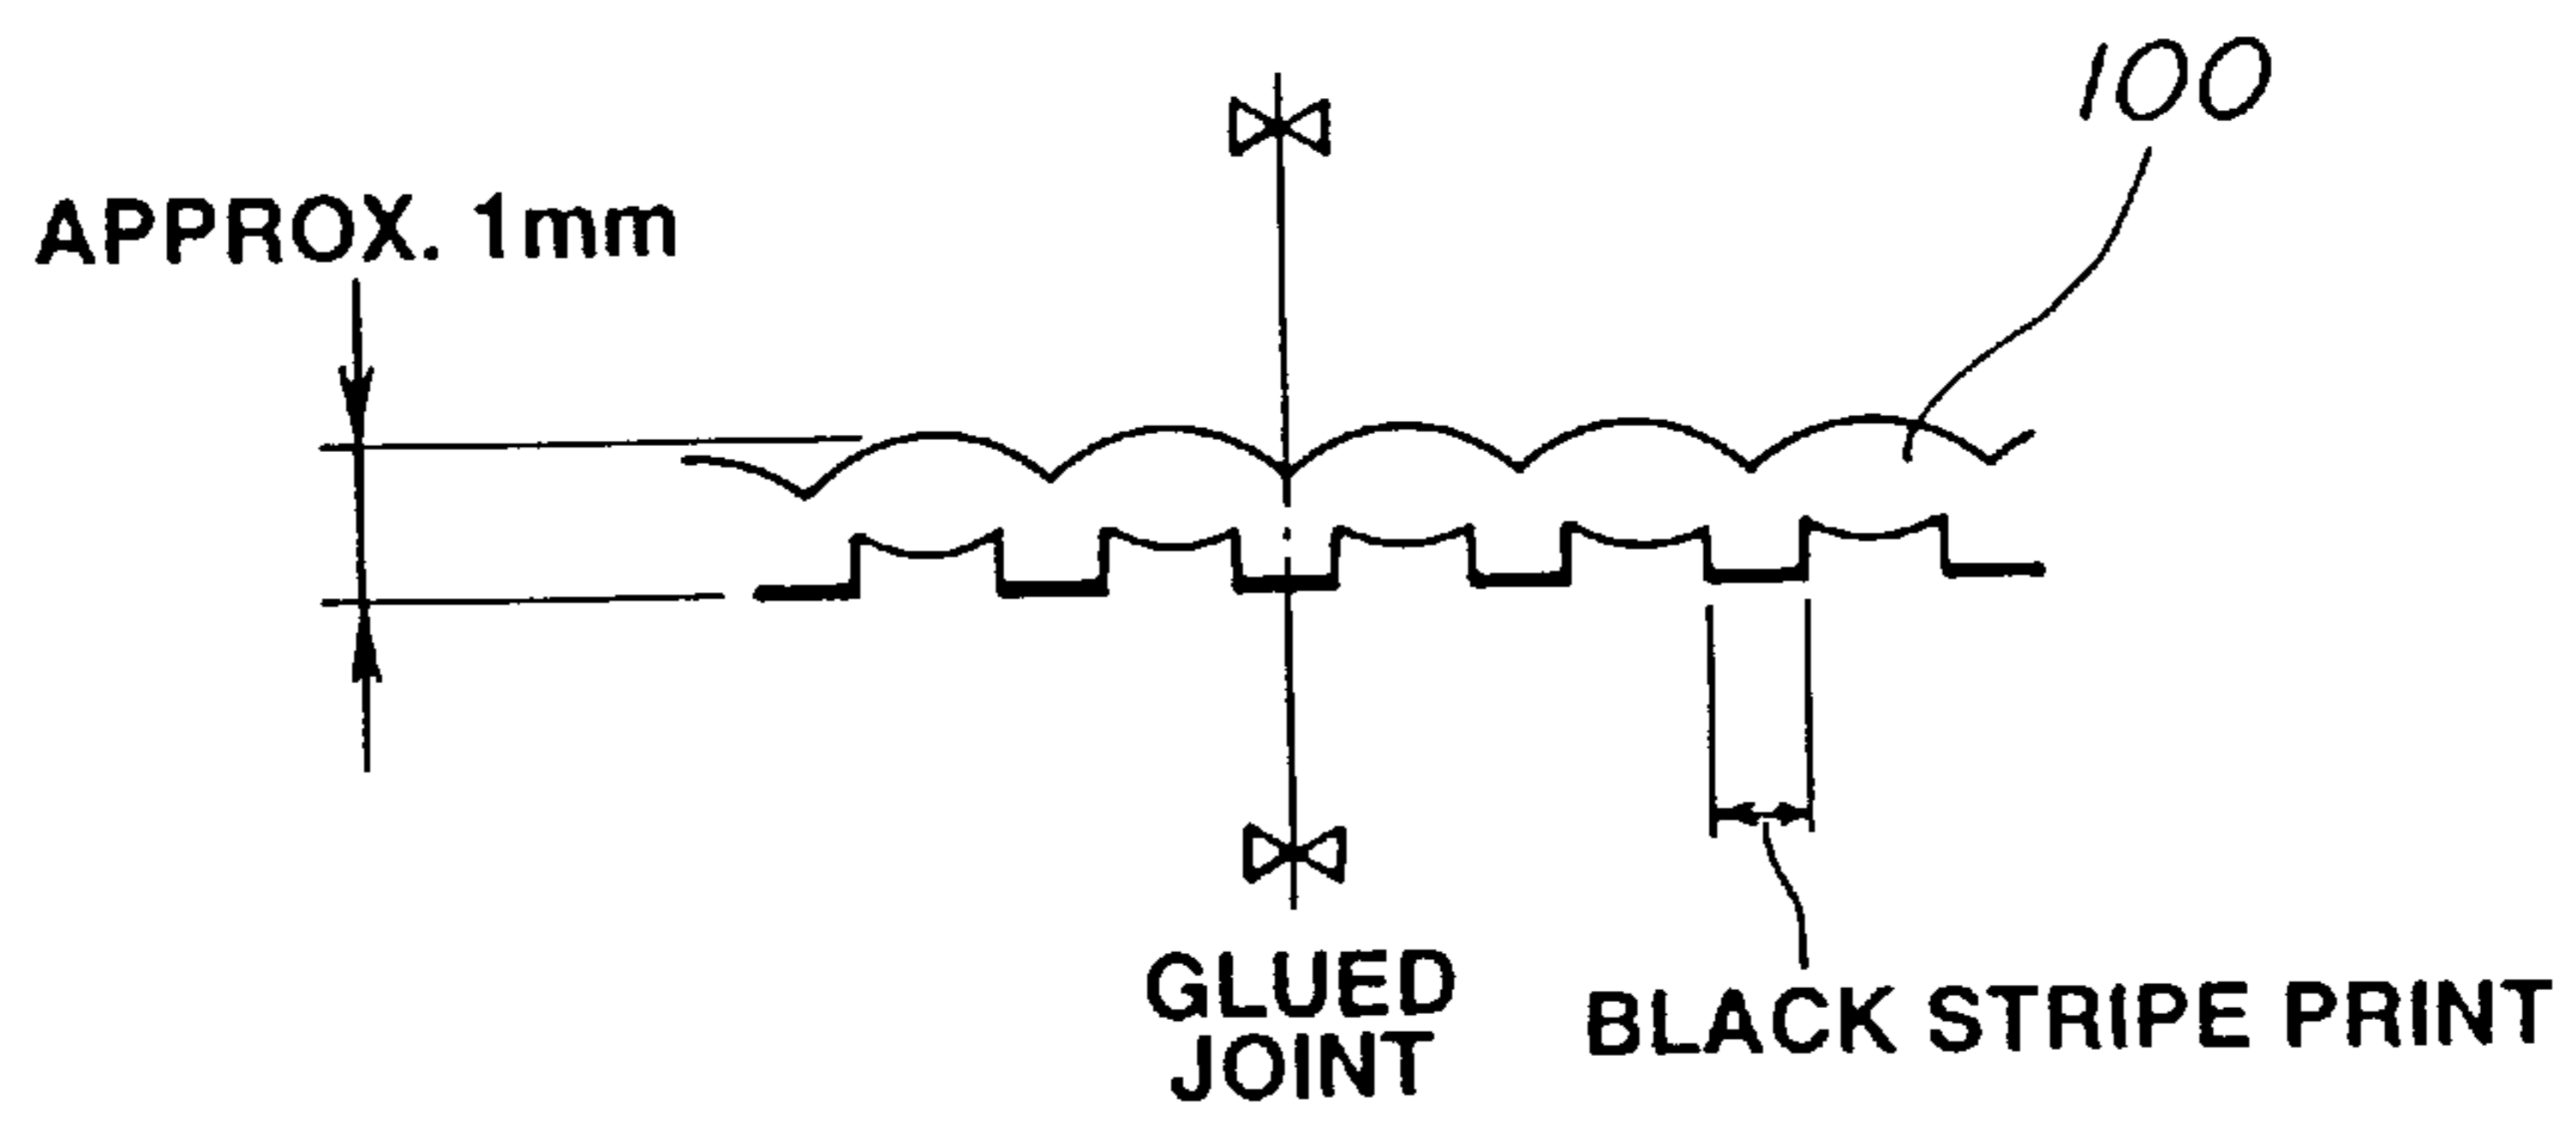 100
APPROX. 1mm
GLUED
JOINT
BLACK STRIPE PRINT